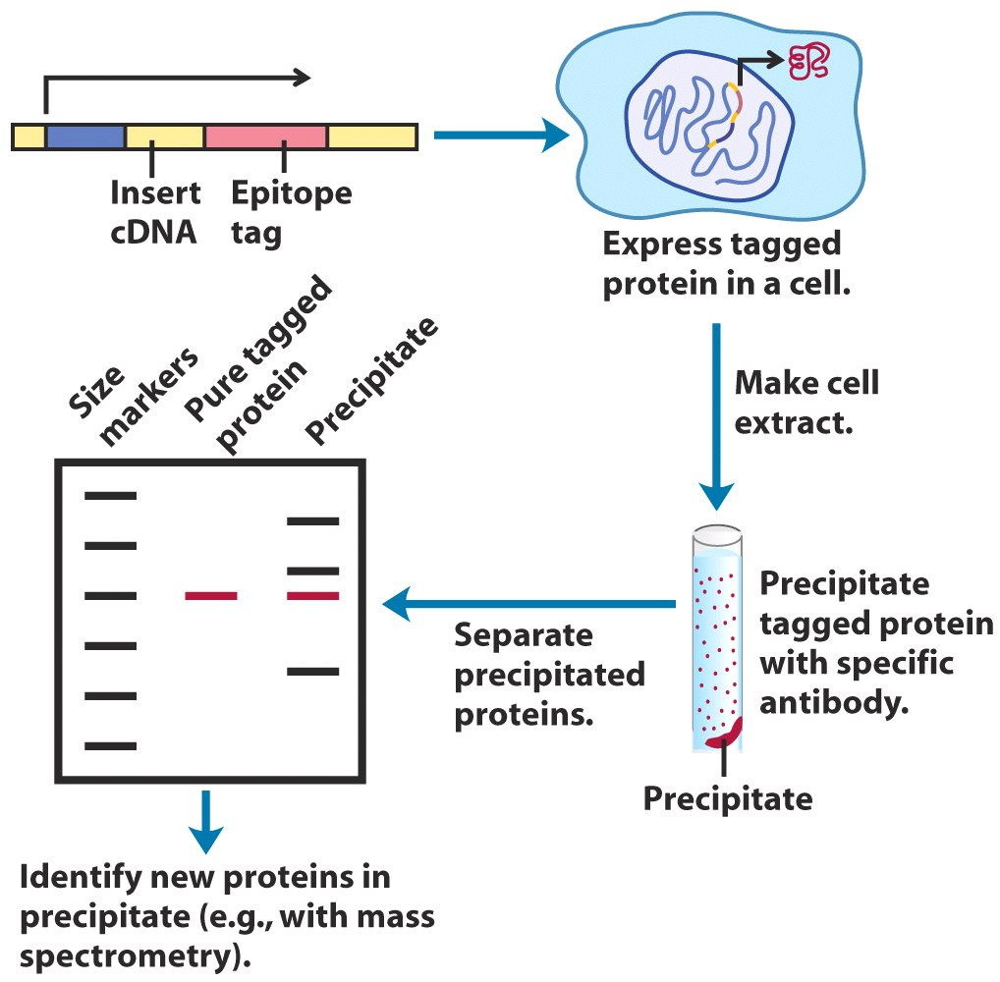 Insert
cDNA
Epitope
tag
Express tagged
protein in a cell.
Make cell
extract.
Precipitate
tagged protein
with specific
antibody.
Precipitate
Separate
precipitated
proteins.
Size
markers
Pure tagged
protein
Precipitate
Identify new proteins in
precipitate (e.g., with mass
spectrometry).